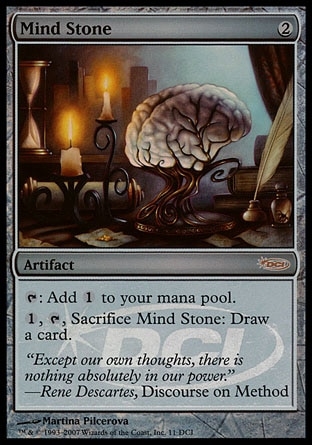 Mind Stone 2
Artifact
DCI
: Add 1 to your mana pool.
1, , Sacrifice Mind Stone: Draw
a card.
DCI
“Except our own thoughts, there is
nothing absolutely in our power.”
—Rene Descartes, Discourse on Method
Martina Pilcerova
™ & © 1993-2007 Wizards of the Coast, Inc. 11 DCI